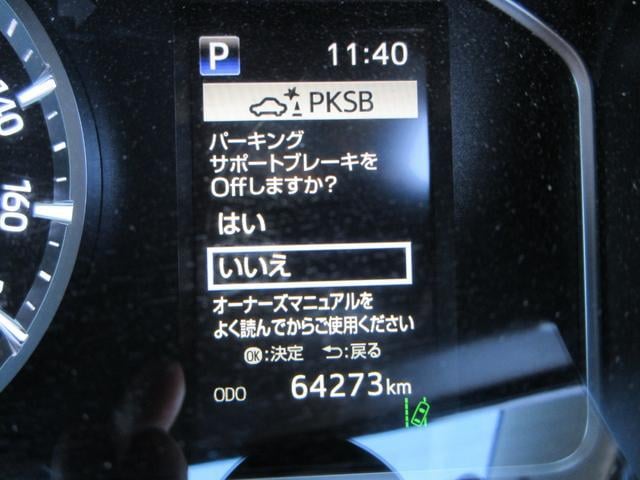 P 11:40
PKSB
パーキング
サポートブレーキを
Offしますか?
はい
いいえ
オーナーズマニュアルを
よく読んでからご使用ください
OK:決定 :戻る
ODO 64273km
140
160